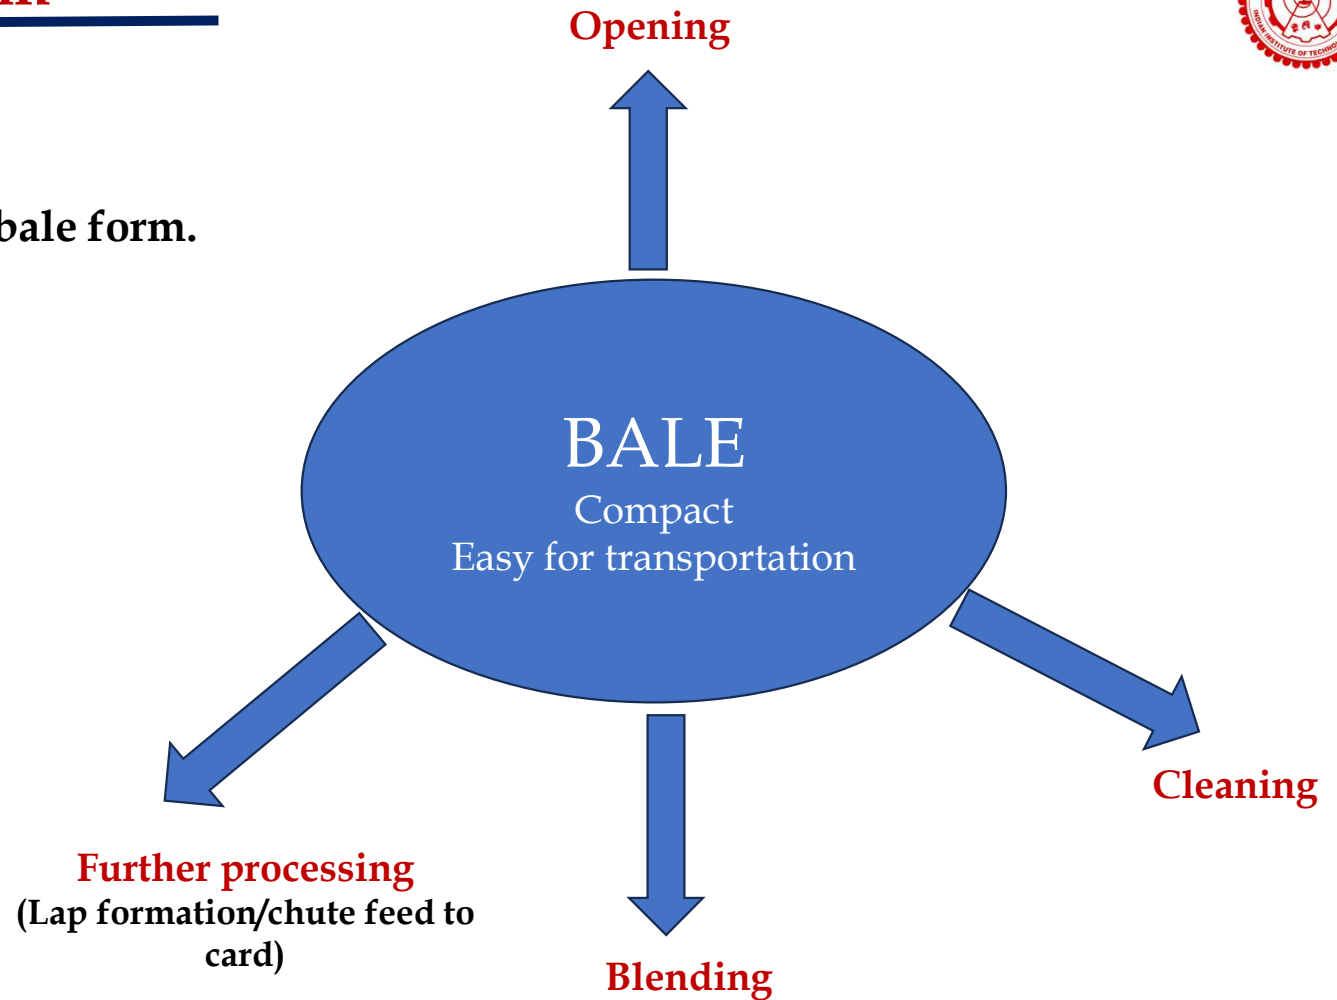 Opening
bale form.
BALE
Compact
Easy for transportation
Cleaning
Further processing
(Lap formation/chute feed to
card)
Blending